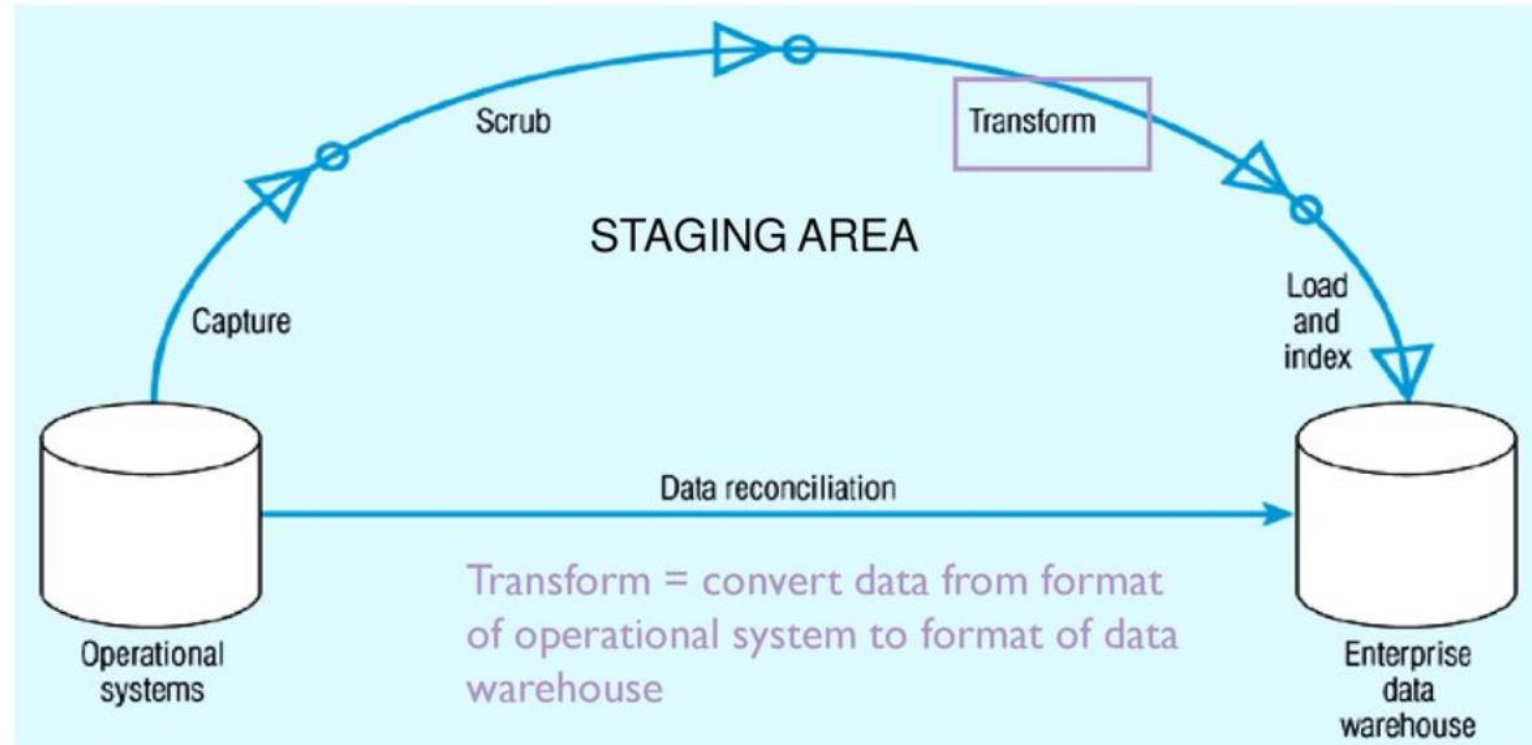 Scrub
Transform
STAGING AREA
Capture
Load
and
index
Data reconciliation
Transform = convert data from format
of operational system to format of data
warehouse
Operational
systems
Enterprise
data
warehouse